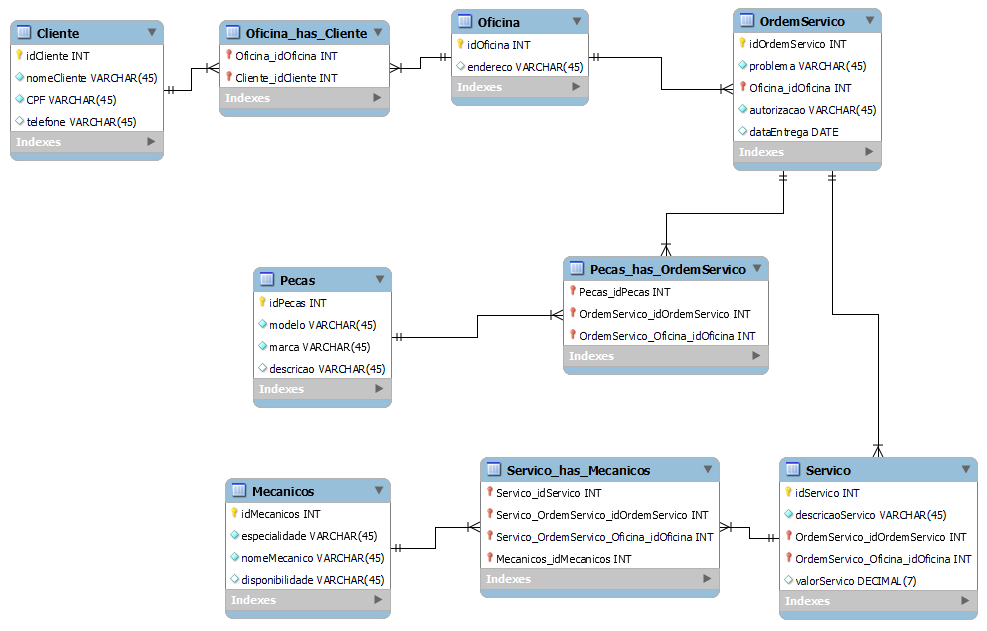 Cliente
idCliente INT
nomeCliente VARCHAR(45)
CPF VARCHAR(45)
telefone VARCHAR(45)
Indexes
Oficina_has_Cliente
Oficina_idOficina INT
Cliente_idCliente INT
Indexes
Oficina
idOficina INT
endereco VARCHAR(45)
Indexes
OrdemServico
idOrdemServico INT
problema VARCHAR(45)
Oficina_idOficina INT
autorizacao VARCHAR(45)
dataEntrega DATE
Indexes
Pecas
idPecas INT
modelo VARCHAR(45)
marca VARCHAR(45)
descricao VARCHAR(45)
Indexes
Pecas_has_OrdemServico
Pecas_idPecas INT
OrdemServico_idOrdemServico INT
OrdemServico_Oficina_idOficina INT
Indexes
Mecanicos
idMecanicos INT
especialidade VARCHAR(45)
nomeMecanico VARCHAR(45)
disponibilidade VARCHAR(45)
Indexes
Servico_has_Mecanicos
Servico_idServico INT
Servico_OrdemServico_idOrdemServico INT
Servico_OrdemServico_Oficina_idOficina INT
Mecanicos_idMecanicos INT
Indexes
Servico
idServico INT
descricaoServico VARCHAR(45)
OrdemServico_idOrdemServico INT
OrdemServico_Oficina_idOficina INT
valorServico DECIMAL(7)
Indexes